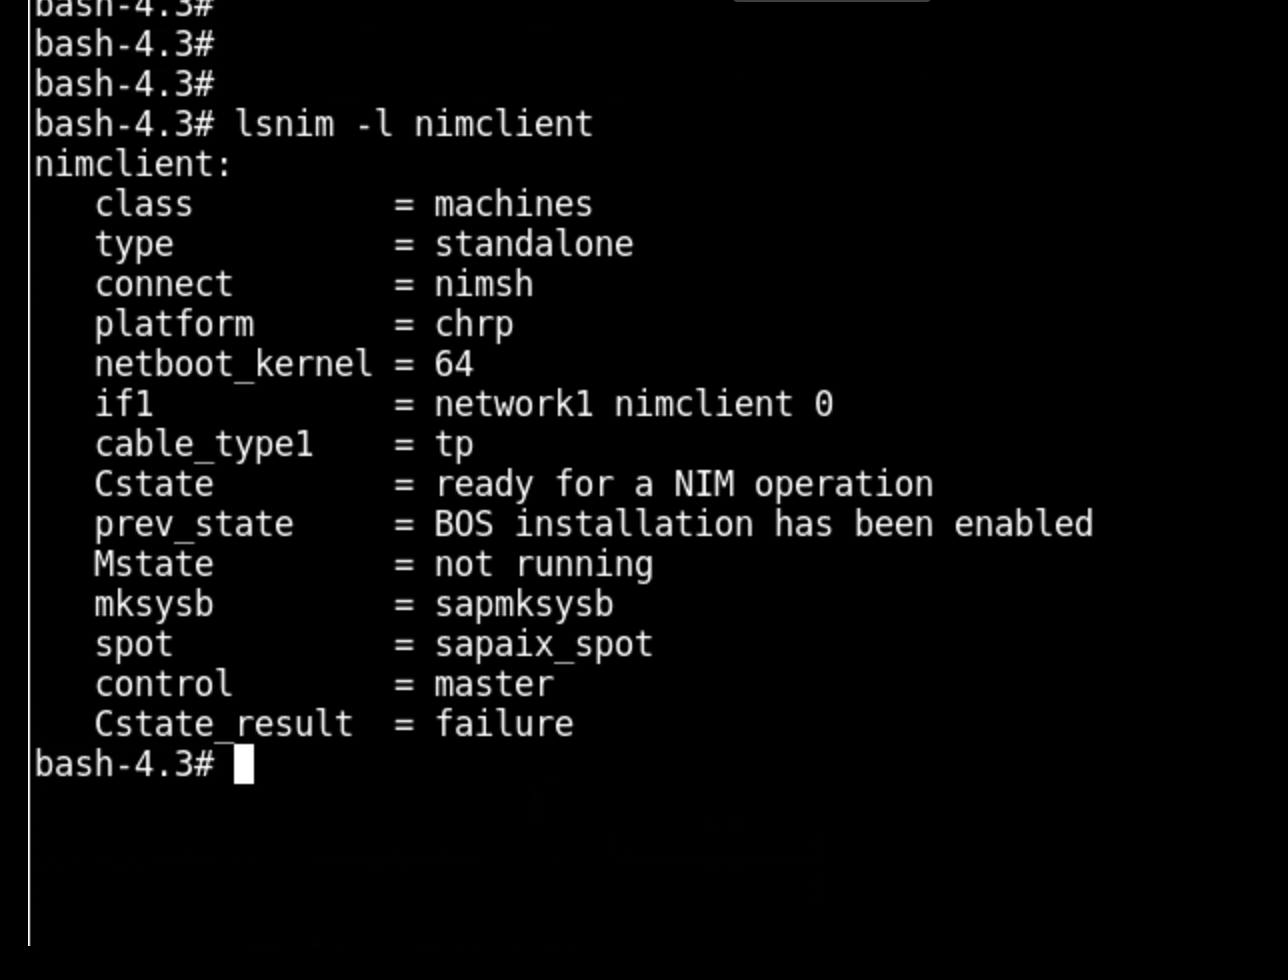 bash-4.3#
bash-4.3#
bash-4.3#
bash-4.3# lsnim -l nimclient
nimclient:
   class          = machines
   type           = standalone
   connect        = nimsh
   platform       = chrp
   netboot_kernel = 64
   if1            = network1 nimclient 0
   cable_type1    = tp
   Cstate         = ready for a NIM operation
   prev_state     = BOS installation has been enabled
   Mstate         = not running
   mksysb         = sapmksysb
   spot           = sapaix_spot
   control        = master
   Cstate_result  = failure
bash-4.3#